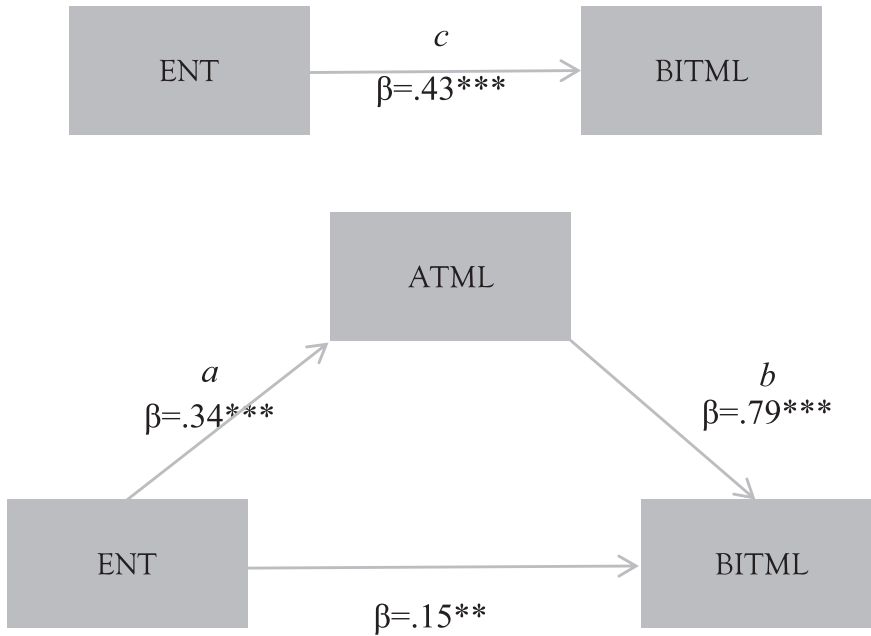 c
ENT
BITML
β=.43***
ATML
a
β=.34***
b
β=.79***
ENT
BITML
β=.15**